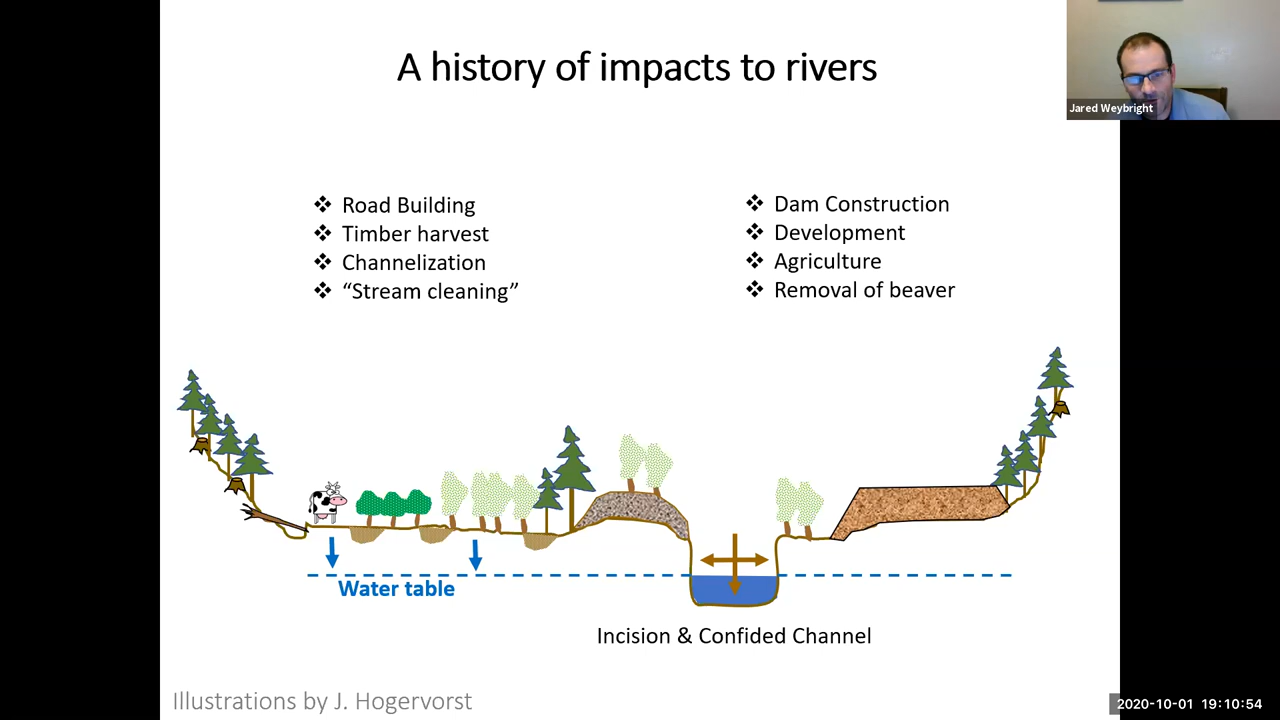 A history of impacts to rivers
Jared Weybright
❖ Road Building
❖ Timber harvest
❖ Channelization
❖ “Stream cleaning”
❖ Dam Construction
❖ Development
❖ Agriculture
❖ Removal of beaver
Water table
Incision & Confided Channel
Illustrations by J. Hogervorst
2020-10-01 19:10:54